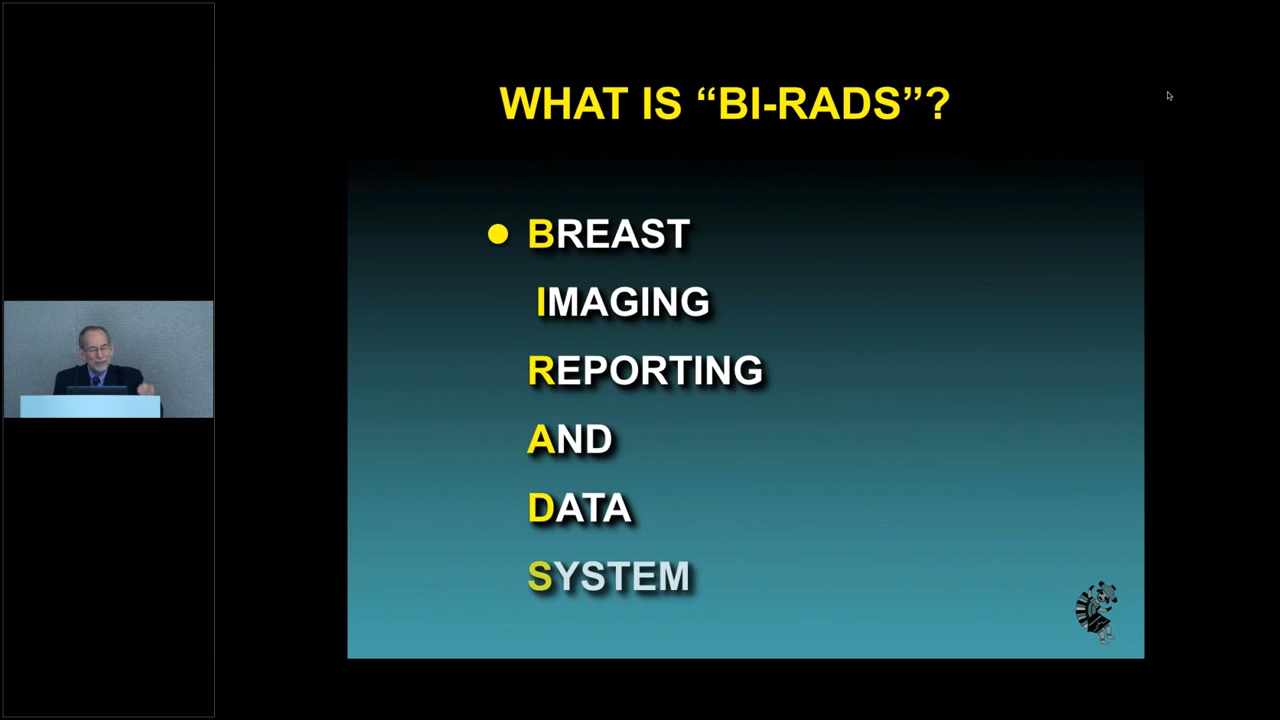 WHAT IS “BI-RADS”?
BREAST
IMAGING
REPORTING
AND
DATA
SYSTEM